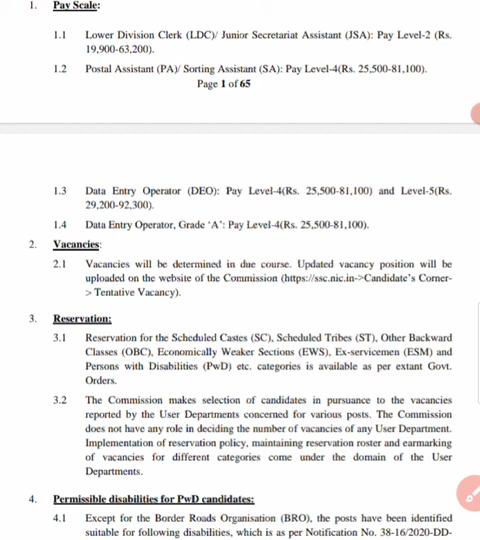 1. Pay Scale:
1.1 Lower Division Clerk (LDC)/ Junior Secretariat Assistant (JSA): Pay Level-2 (Rs.
19,900-63,200).
1.2 Postal Assistant (PA)/ Sorting Assistant (SA): Pay Level-4(Rs. 25,500-81,100).
Page 1 of 65
1.3 Data Entry Operator (DEO): Pay Level-4(Rs. 25,500-81,100) and Level-5(Rs.
29,200-92,300).
1.4 Data Entry Operator, Grade ‘A’: Pay Level-4(Rs. 25,500-81,100).
2. Vacancies:
2.1 Vacancies will be determined in due course. Updated vacancy position will be
uploaded on the website of the Commission (https://ssc.nic.in->Candidate’s Corner-
> Tentative Vacancy).
3. Reservation:
3.1 Reservation for the Scheduled Castes (SC), Scheduled Tribes (ST), Other Backward
Classes (OBC), Economically Weaker Sections (EWS), Ex-servicemen (ESM) and
Persons with Disabilities (PwD) etc. categories is available as per extant Govt.
Orders.
3.2 The Commission makes selection of candidates in pursuance to the vacancies
reported by the User Departments concerned for various posts. The Commission
does not have any role in deciding the number of vacancies of any User Department.
Implementation of reservation policy, maintaining reservation roster and earmarking
of vacancies for different categories come under the domain of the User
Departments.
4. Permissible disabilities for PwD candidates:
4.1 Except for the Border Roads Organisation (BRO), the posts have been identified
suitable for following disabilities, which is as per Notification No. 38-16/2020-DD-